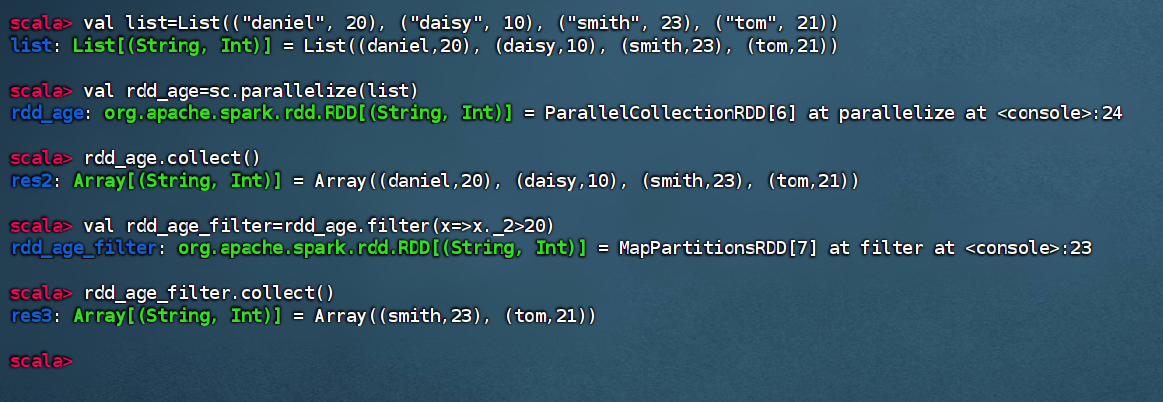 scala> val list=List(("daniel", 20), ("daisy", 10), ("smith", 23), ("tom", 21))
list: List[(String, Int)] = List((daniel,20), (daisy,10), (smith,23), (tom,21))
scala> val rdd_age=sc.parallelize(list)
rdd_age: org.apache.spark.rdd.RDD[(String, Int)] = ParallelCollectionRDD[6] at parallelize at <console>:24
scala> rdd_age.collect()
res2: Array[(String, Int)] = Array((daniel,20), (daisy,10), (smith,23), (tom,21))
scala> val rdd_age_filter=rdd_age.filter(x=>x._2>20)
rdd_age_filter: org.apache.spark.rdd.RDD[(String, Int)] = MapPartitionsRDD[7] at filter at <console>:23
scala> rdd_age_filter.collect()
res3: Array[(String, Int)] = Array((smith,23), (tom,21))
scala>